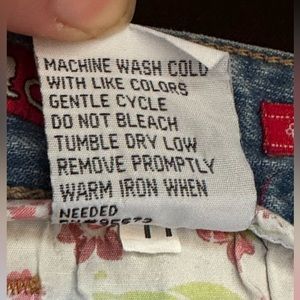 MACHINE WASH COLD
WITH LIKE COLORS
GENTLE CYCLE
DO NOT BLEACH
TUMBLE DRY LOW
REMOVE PROMPTLY
WARM IRON WHEN
NEEDED